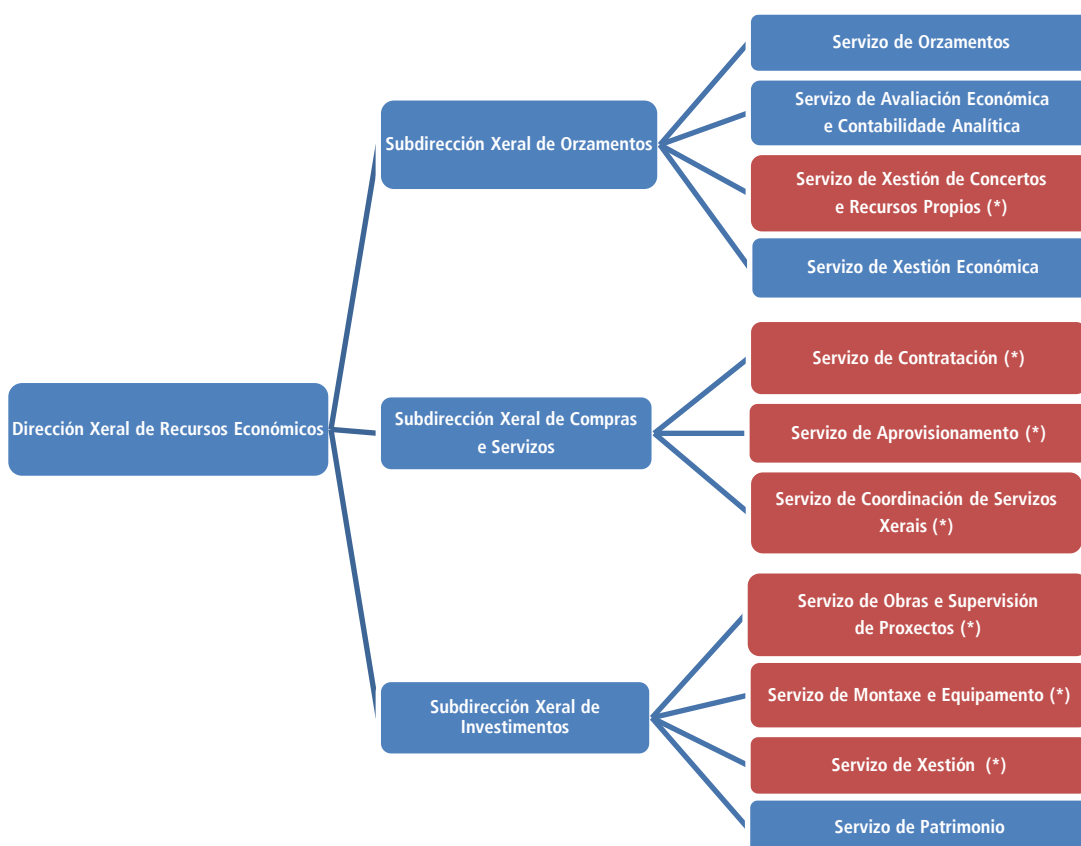 Dirección Xeral de Recursos Económicos
Subdirección Xeral de Orzamentos
Servizo de Orzamentos
Servizo de Avaliación Económica
e Contabilidade Analítica
Servizo de Xestión de Concertos
e Recursos Propios (*)
Servizo de Xestión Económica
Subdirección Xeral de Compras
e Servizos
Servizo de Contratación (*)
Servizo de Aprovisionamento (*)
Servizo de Coordinación de Servizos
Xerais (*)
Subdirección Xeral de
Investimentos
Servizo de Obras e Supervisión
de Proxectos (*)
Servizo de Montaxe e Equipamento (*)
Servizo de Xestión (*)
Servizo de Patrimonio